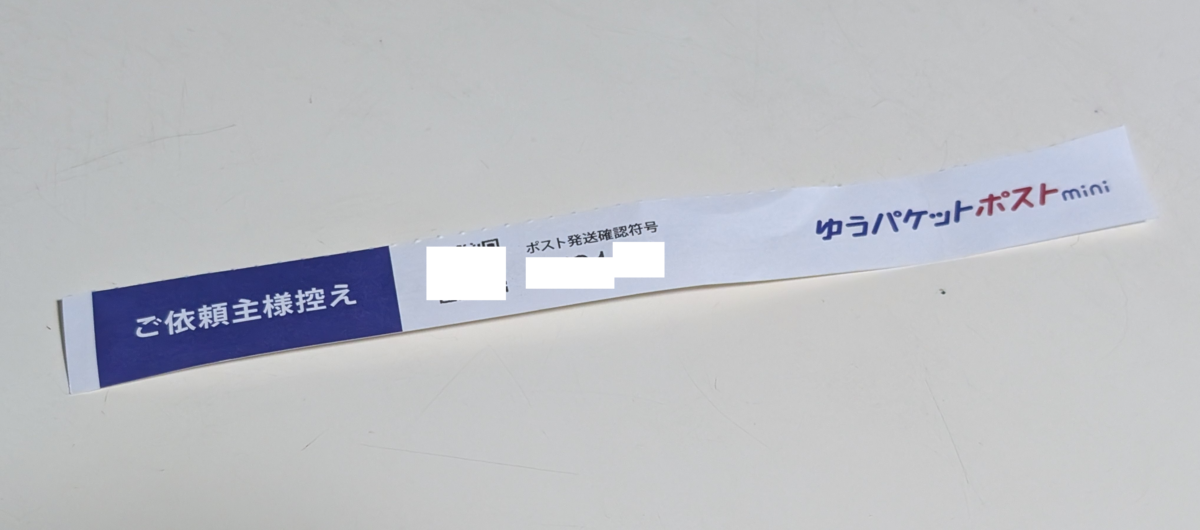 ご依頼主様控え
ポスト発送確認符号
ゆうパケットポストmini